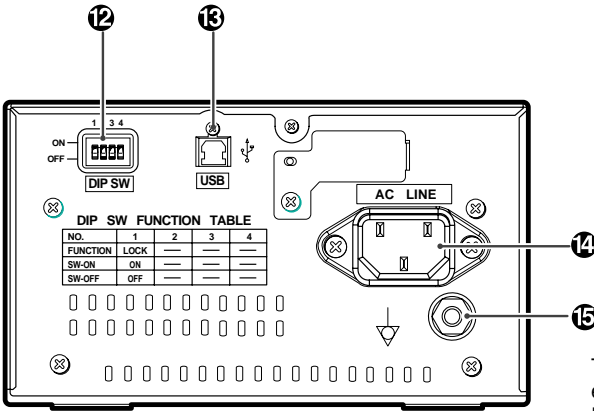 12 13
1 3 4
ON
OFF
DIP SW
USB
AC LINE
DIP SW FUNCTION TABLE
NO. 1 2 3 4
FUNCTION LOCK — — —
SW-ON ON — — —
SW-OFF OFF — — —
14
15